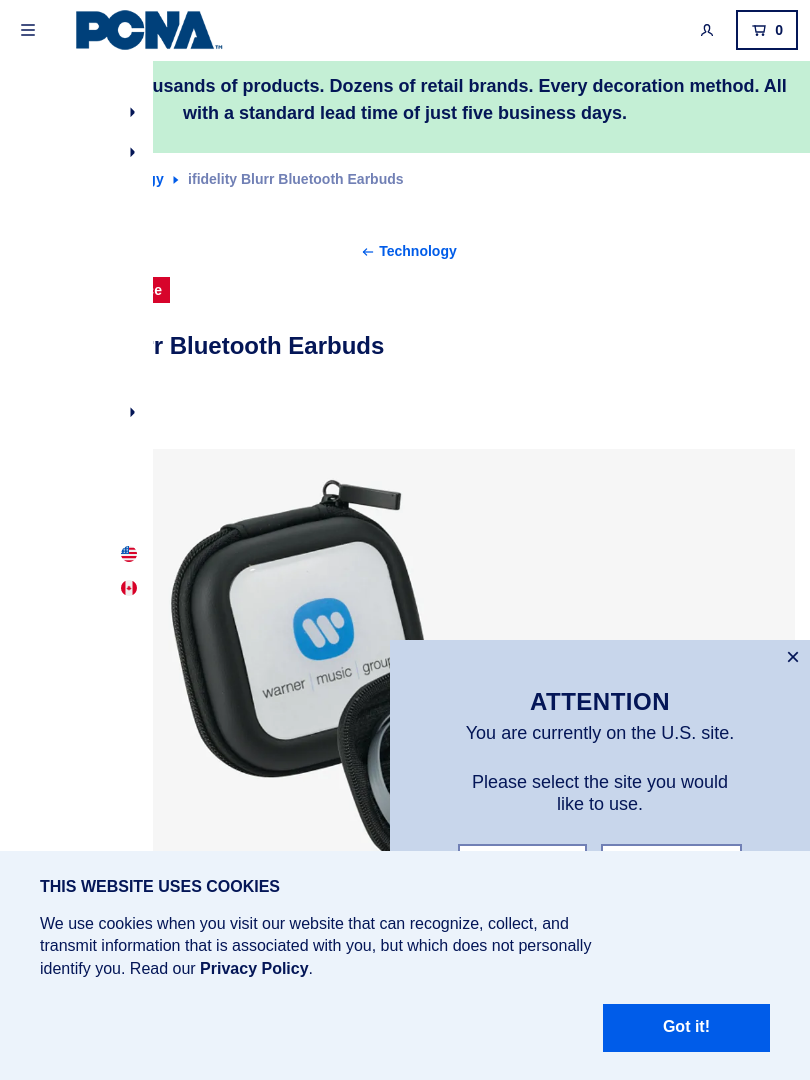 PCNA™
0
usands of products. Dozens of retail brands. Every decoration method. All
with a standard lead time of just five business days.
gy ifidelity Blurr Bluetooth Earbuds
← Technology
e
r Bluetooth Earbuds
warner | music | group
ATTENTION
You are currently on the U.S. site.
Please select the site you would
like to use.
THIS WEBSITE USES COOKIES
We use cookies when you visit our website that can recognize, collect, and
transmit information that is associated with you, but which does not personally
identify you. Read our Privacy Policy.
Got it!